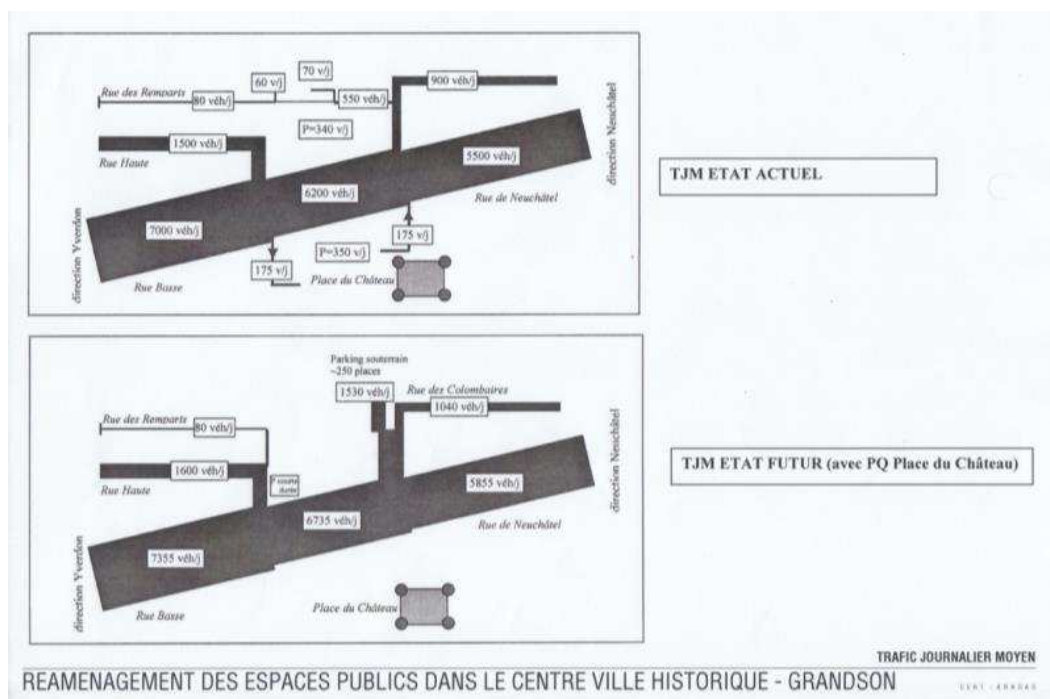 70 v/j
60 v/j
900 véh/j
Rue des Remparts
80 véh/j
550 véh/j
P=340 v/j
1500 véh/j
Rue Haute
5500 véh/j
direction Neuchâtel
6200 véh/j
Rue de Neuchâtel
7000 véh/j
175 v/j
P=350 v/j
175 v/j
Place du Château
direction Yverdon
Rue Basse
TJM ETAT ACTUEL
Parking souterrain
~250 places
1530 véh/j
Rue des Colombaires
1040 véh/j
Rue des Remparts
80 véh/j
1600 véh/j
Rue Haute
P courte
durée
5855 véh/j
direction Neuchâtel
6735 véh/j
Rue de Neuchâtel
7355 véh/j
direction Yverdon
Rue Basse
Place du Château
TJM ETAT FUTUR (avec PQ Place du Château)
TRAFIC JOURNALIER MOYEN
REAMENAGEMENT DES ESPACES PUBLICS DANS LE CENTRE VILLE HISTORIQUE - GRANDSON